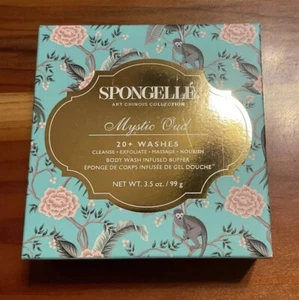 SPONGELLÉ
ART CHINOIS COLLECTION
Mystic Oud
20+ WASHES
CLEANSE • EXFOLIATE • MASSAGE • NOURISH
BODY WASH INFUSED BUFFER
ÉPONGE DE CORPS INFUSÉE DE GEL DOUCHE
NET WT. 3.5 oz. / 99 g